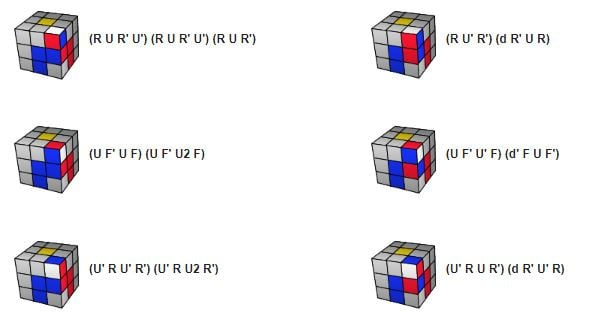 (R U R' U') (R U R' U') (R U R')
(R U' R') (d R' U R)
(U F' U F) (U F' U2 F)
(U F' U' F) (d' F U F')
(U' R U' R') (U' R U2 R')
(U' R U R') (d R' U' R)